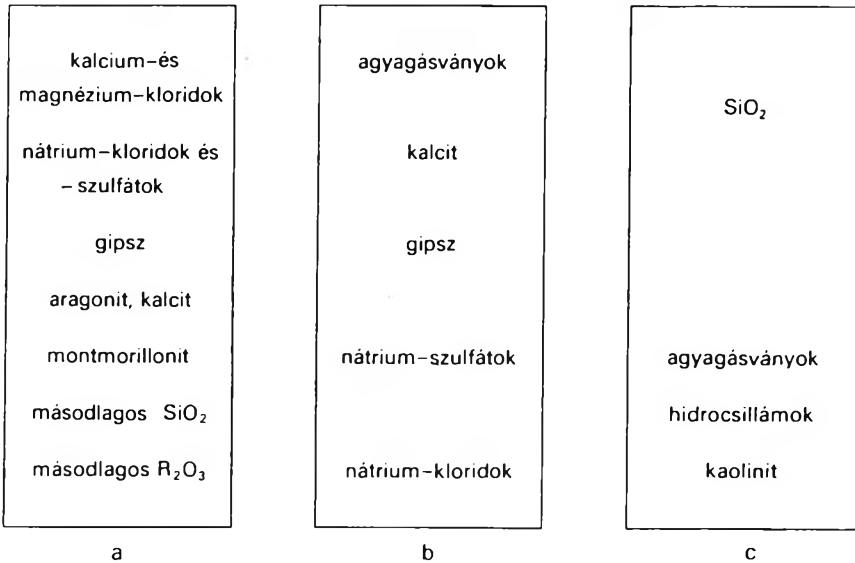 kalcium-és
magnézium-kloridok
nátrium-kloridok és
- szulfátok
gipsz
aragonit, kalcit
montmorillonit
másodlagos SiO₂
másodlagos R₂O₃
a
agyagásványok
kalcit
gipsz
nátrium-szulfátok
nátrium-kloridok
b
SiO₂
agyagásványok
hidrocsillámok
kaolinit
c